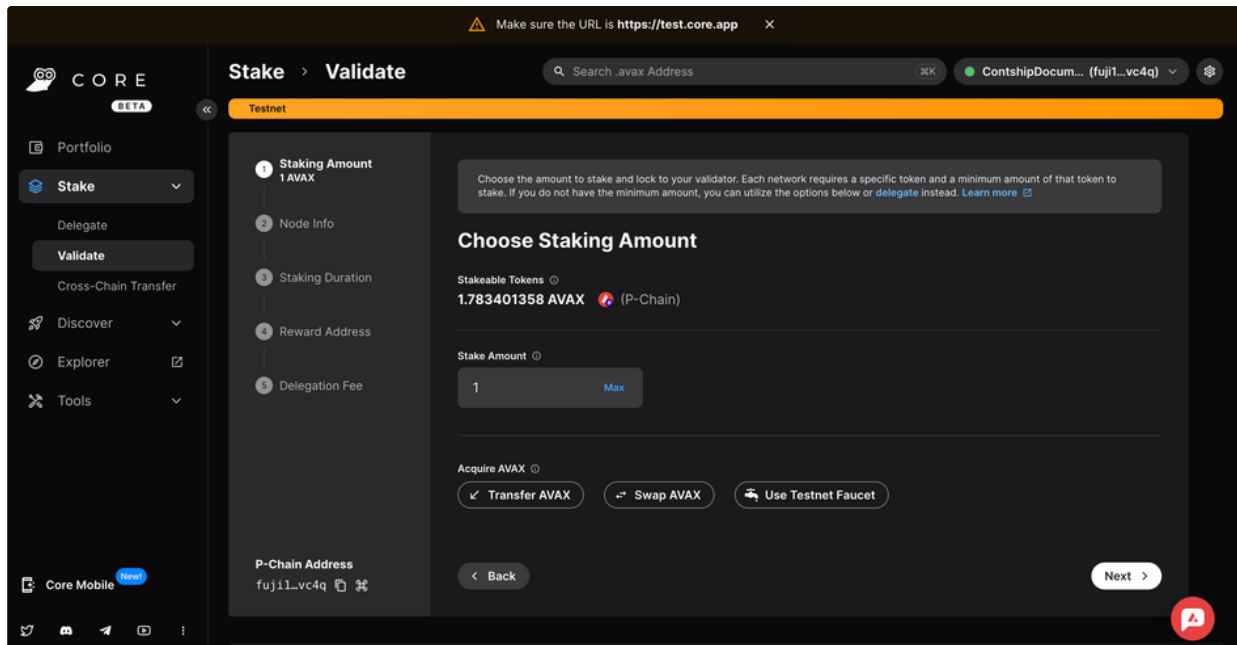 Make sure the URL is https://test.core.app
CORE
BETA
Stake > Validate
Search .avax Address
⌘K
ContshipDocum... (fuji1...vc4q)
Testnet
Portfolio
Stake
Delegate
Validate
Cross-Chain Transfer
Discover
Explorer
Tools
Core Mobile
New!
1
Staking Amount
1 AVAX
2 Node Info
3 Staking Duration
4 Reward Address
5 Delegation Fee
P-Chain Address
fuji1…vc4q
Choose the amount to stake and lock to your validator. Each network requires a specific token and a minimum amount of that token to
stake. If you do not have the minimum amount, you can utilize the options below or delegate instead. Learn more
Choose Staking Amount
Stakeable Tokens
1.783401358 AVAX (P-Chain)
Stake Amount
1 Max
Acquire AVAX
Transfer AVAX
Swap AVAX
Use Testnet Faucet
< Back
Next >